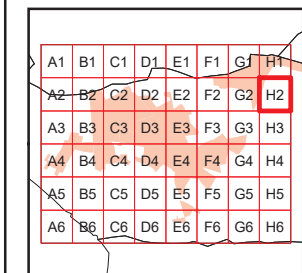 A1 B1 C1 D1 E1 F1 G1 H1
A2 B2 C2 D2 E2 F2 G2 H2
A3 B3 C3 D3 E3 F3 G3 H3
A4 B4 C4 D4 E4 F4 G4 H4
A5 B5 C5 D5 E5 F5 G5 H5
A6 B6 C6 D6 E6 F6 G6 H6